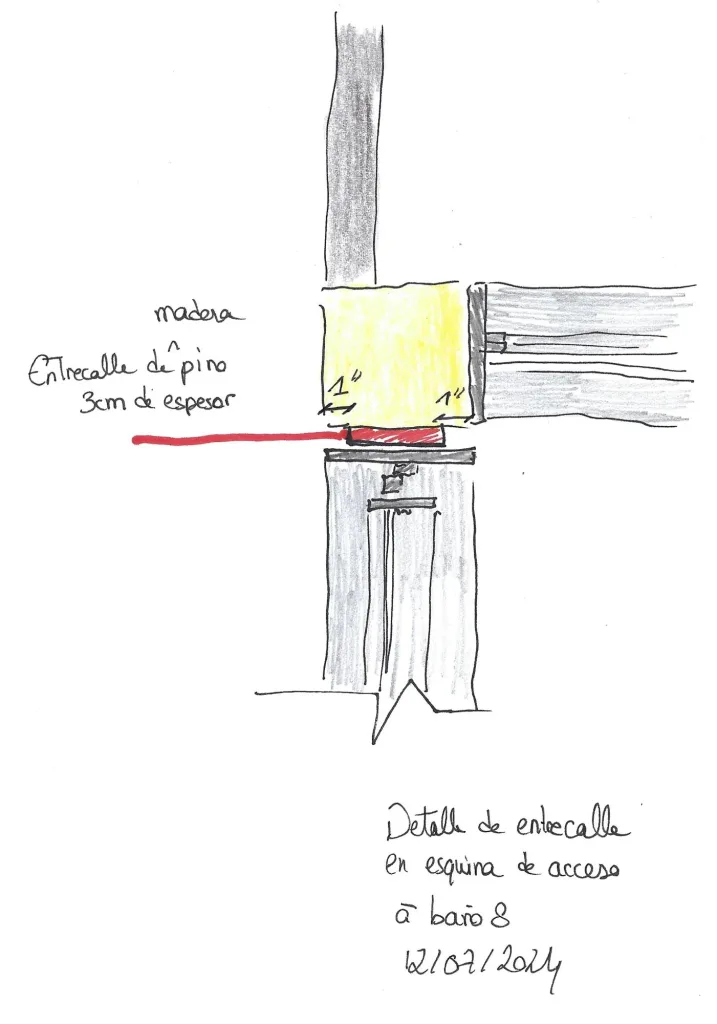 madera
Entrecalle de ^ pino
3cm de espesor
1"
1"
Detalle de entrecalle
en esquina de acceso
a baño 8
12/07/2024